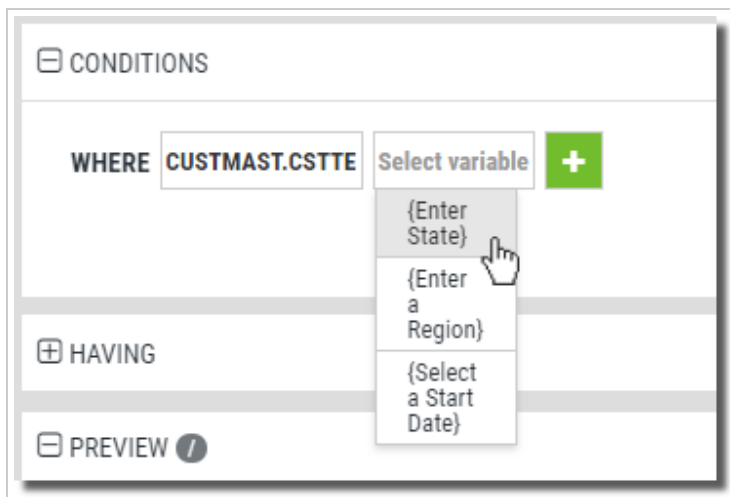 CONDITIONS
WHERE CUSTMAST.CSTTE Select variable +
{Enter
State}
{Enter
a
Region}
HAVING
{Select
a Start
Date}
PREVIEW